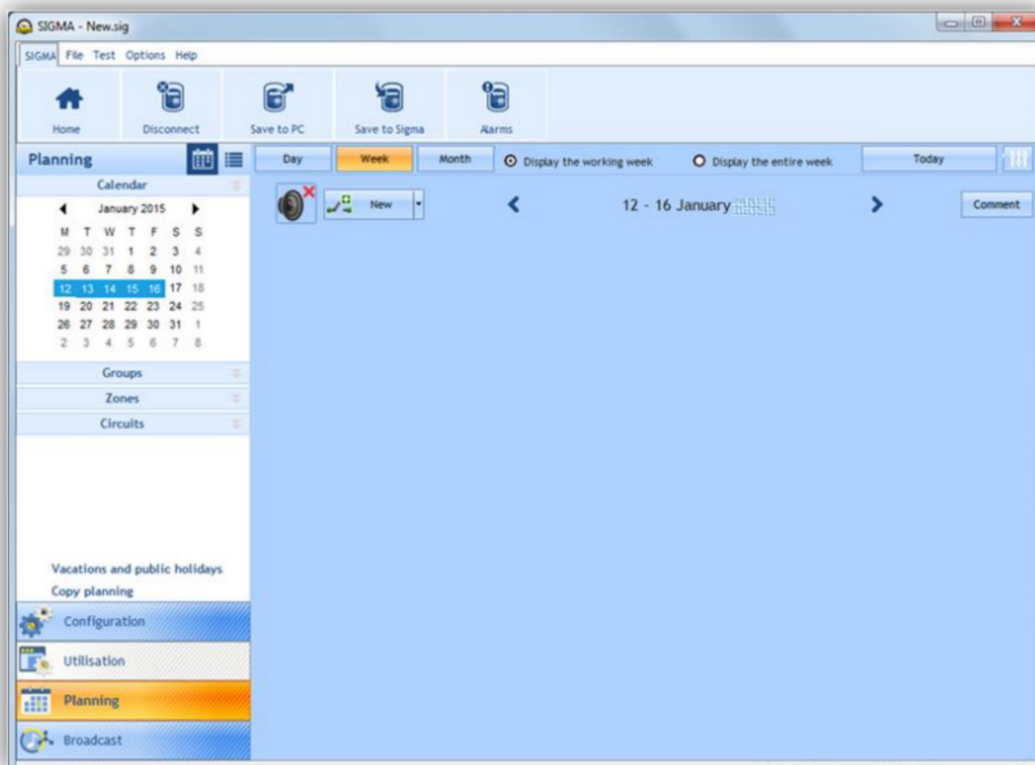 SIGMA - New.sig
SIGMA File Test Options Help
Home Disconnect Save to PC Save to Sigma Alarms
Planning Day Week Month Display the working week Display the entire week Today
Calendar
January 2015
M T W T F S S
29 30 31 1 2 3 4
5 6 7 8 9 10 11
12 13 14 15 16 17 18
19 20 21 22 23 24 25
26 27 28 29 30 31 1
2 3 4 5 6 7 8
New 12 - 16 January Comment
Groups
Zones
Circuits
Vacations and public holidays
Copy planning
Configuration
Utilisation
Planning
Broadcast